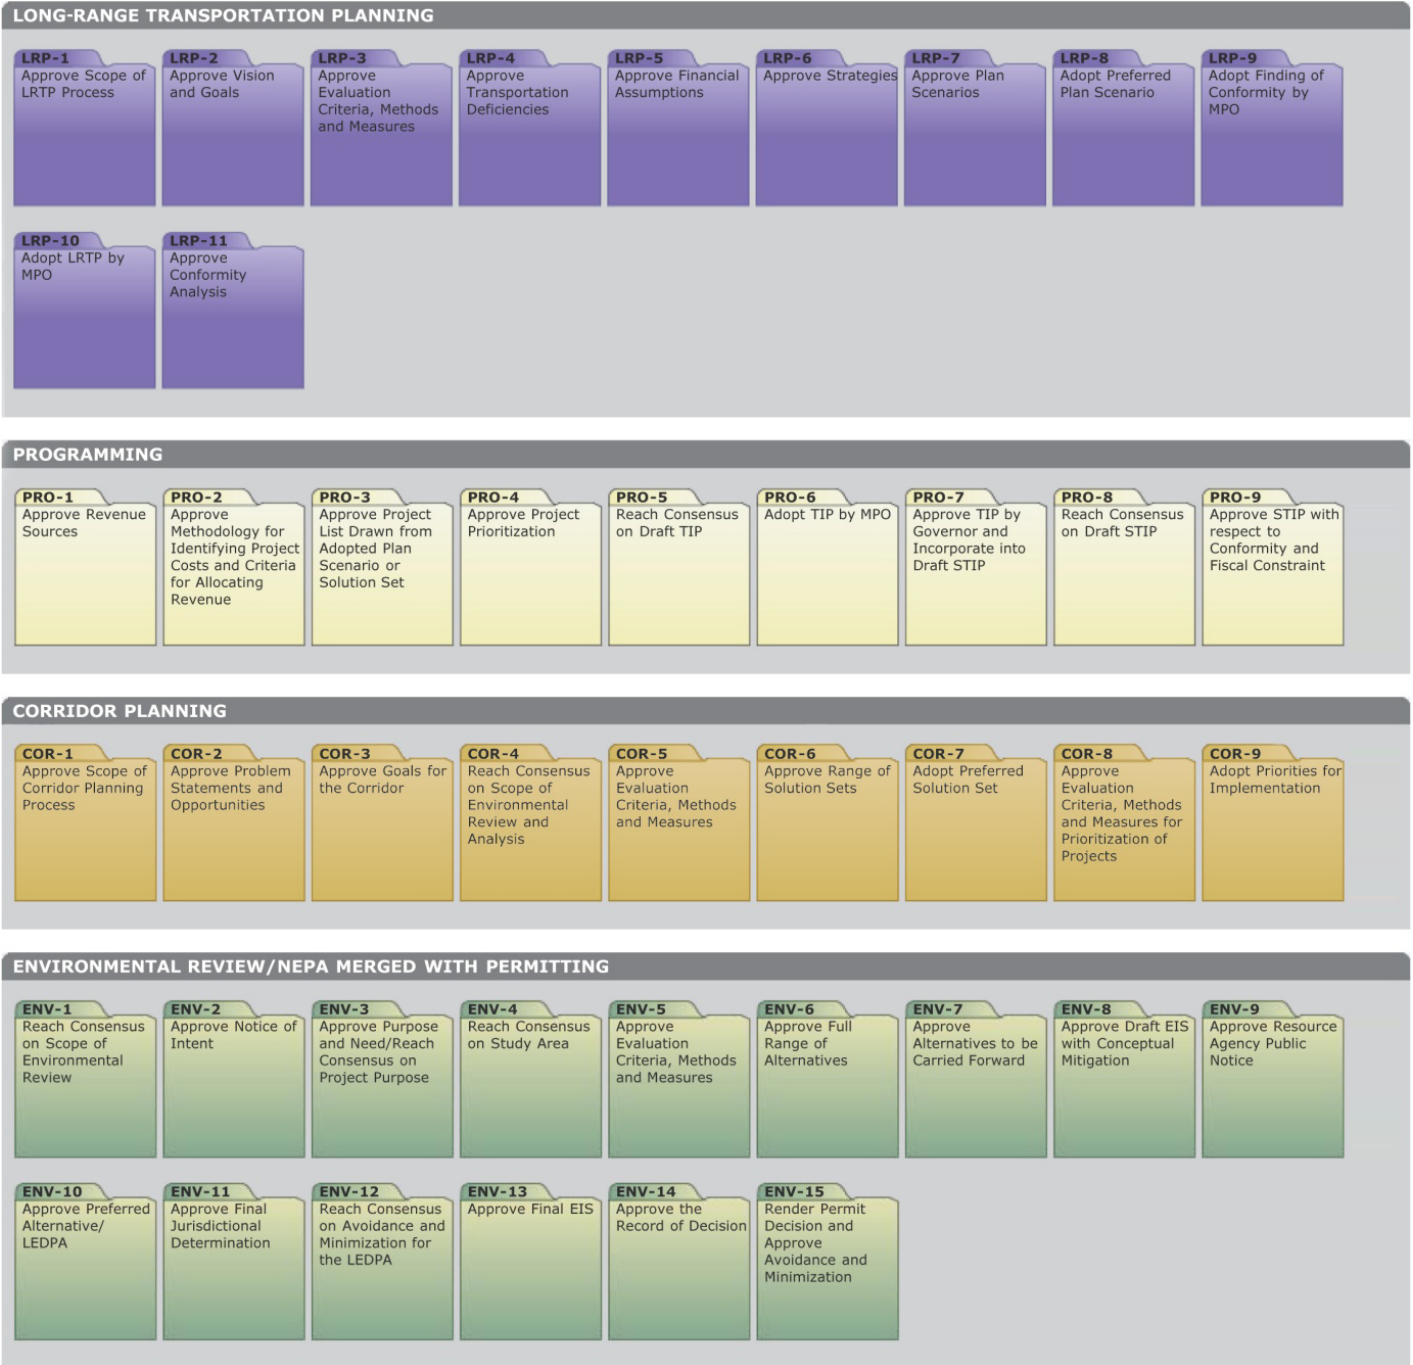 LONG-RANGE TRANSPORTATION PLANNING
LRP-1
Approve Scope of
LRTP Process
LRP-2
Approve Vision
and Goals
LRP-3
Approve
Evaluation
Criteria, Methods
and Measures
LRP-4
Approve
Transportation
Deficiencies
LRP-5
Approve Financial
Assumptions
LRP-6
Approve Strategies
LRP-7
Approve Plan
Scenarios
LRP-8
Adopt Preferred
Plan Scenario
LRP-9
Adopt Finding of
Conformity by
MPO
LRP-10
Adopt LRTP by
MPO
LRP-11
Approve
Conformity
Analysis
PROGRAMMING
PRO-1
Approve Revenue
Sources
PRO-2
Approve
Methodology for
Identifying Project
Costs and Criteria
for Allocating
Revenue
PRO-3
Approve Project
List Drawn from
Adopted Plan
Scenario or
Solution Set
PRO-4
Approve Project
Prioritization
PRO-5
Reach Consensus
on Draft TIP
PRO-6
Adopt TIP by MPO
PRO-7
Approve TIP by
Governor and
Incorporate into
Draft STIP
PRO-8
Reach Consensus
on Draft STIP
PRO-9
Approve STIP with
respect to
Conformity and
Fiscal Constraint
CORRIDOR PLANNING
COR-1
Approve Scope of
Corridor Planning
Process
COR-2
Approve Problem
Statements and
Opportunities
COR-3
Approve Goals for
the Corridor
COR-4
Reach Consensus
on Scope of
Environmental
Review and
Analysis
COR-5
Approve
Evaluation
Criteria, Methods
and Measures
COR-6
Approve Range of
Solution Sets
COR-7
Adopt Preferred
Solution Set
COR-8
Approve
Evaluation
Criteria, Methods
and Measures for
Prioritization of
Projects
COR-9
Adopt Priorities for
Implementation
ENVIRONMENTAL REVIEW/NEPA MERGED WITH PERMITTING
ENV-1
Reach Consensus
on Scope of
Environmental
Review
ENV-2
Approve Notice of
Intent
ENV-3
Approve Purpose
and Need/Reach
Consensus on
Project Purpose
ENV-4
Reach Consensus
on Study Area
ENV-5
Approve
Evaluation
Criteria, Methods
and Measures
ENV-6
Approve Full
Range of
Alternatives
ENV-7
Approve
Alternatives to be
Carried Forward
ENV-8
Approve Draft EIS
with Conceptual
Mitigation
ENV-9
Approve Resource
Agency Public
Notice
ENV-10
Approve Preferred
Alternative/
LEDPA
ENV-11
Approve Final
Jurisdictional
Determination
ENV-12
Reach Consensus
on Avoidance and
Minimization for
the LEDPA
ENV-13
Approve Final EIS
ENV-14
Approve the
Record of Decision
ENV-15
Render Permit
Decision and
Approve
Avoidance and
Minimization